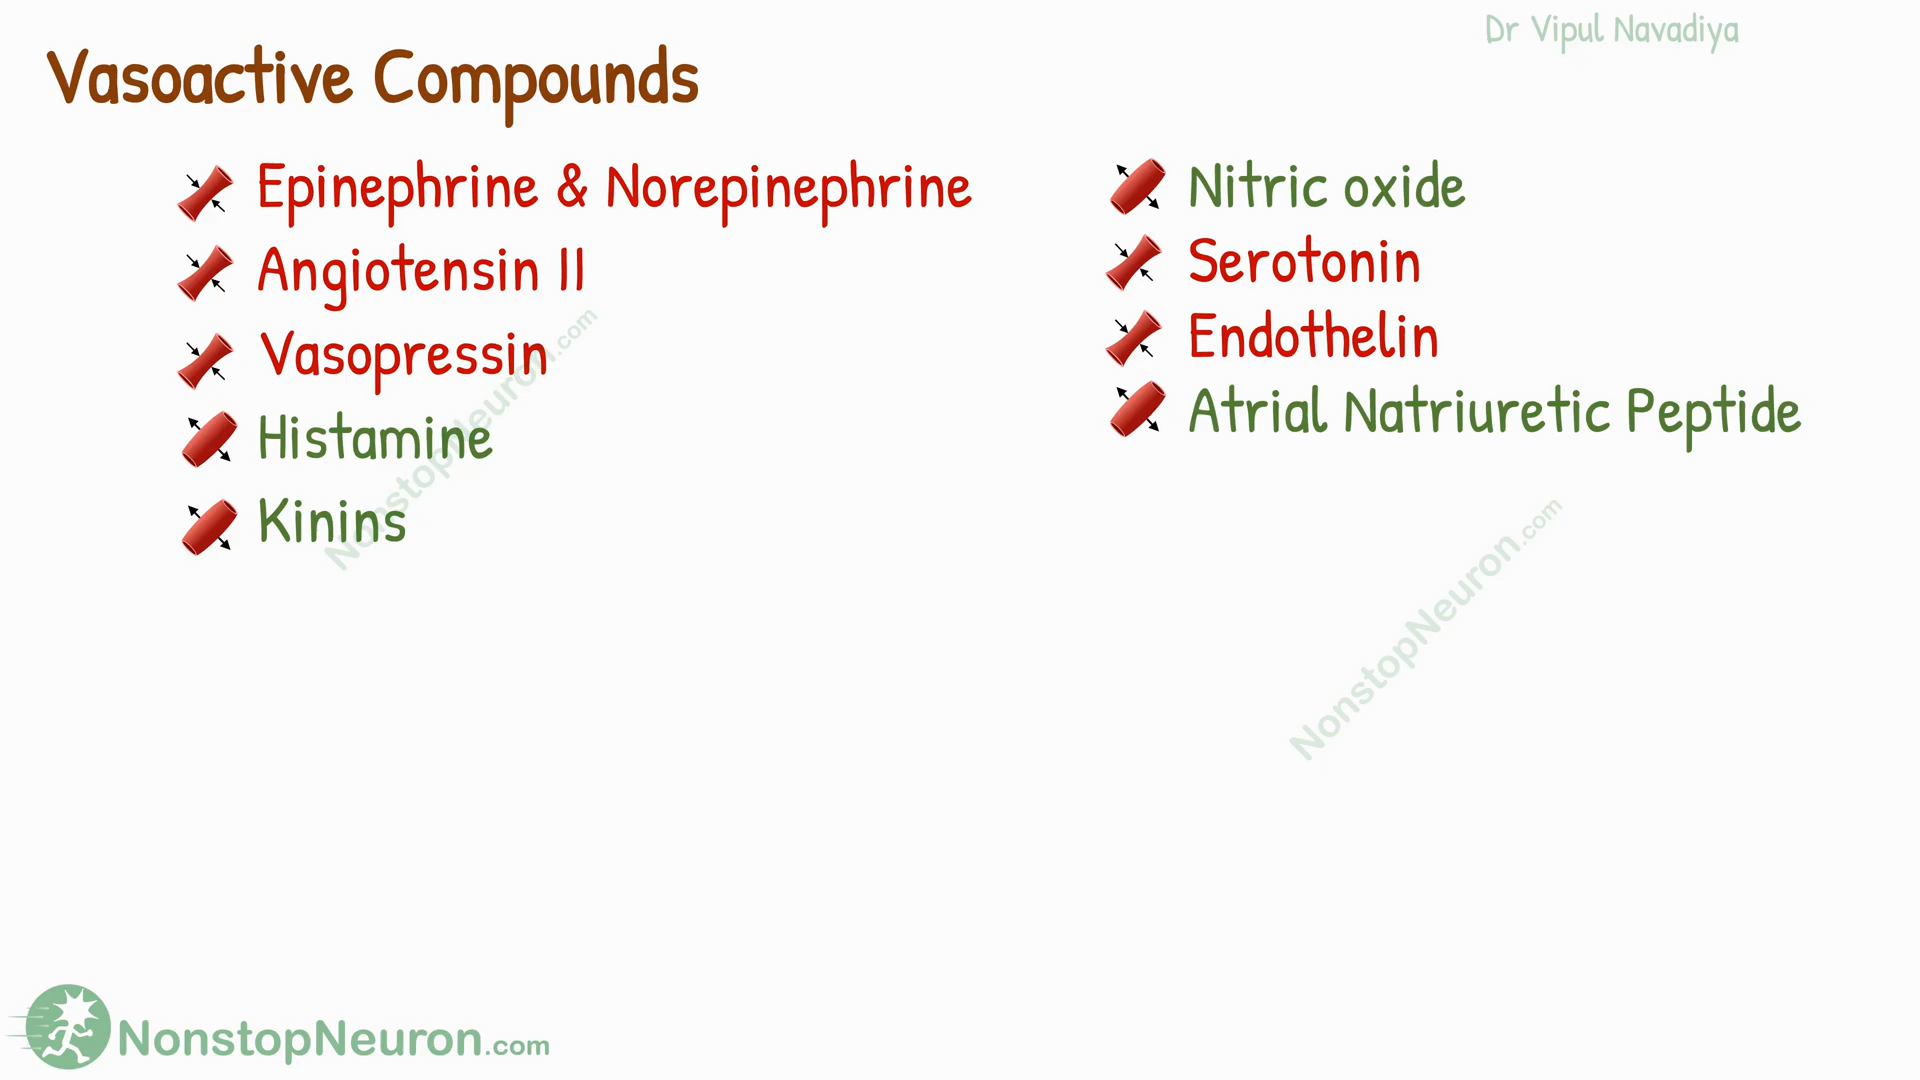 Dr Vipul Navadiya
Vasoactive Compounds
Epinephrine & Norepinephrine
Angiotensin II
Vasopressin
Histamine
Kinins
Nitric oxide
Serotonin
Endothelin
Atrial Natriuretic Peptide
NonstopNeuron.com
NonstopNeuron.com
NonstopNeuron.com